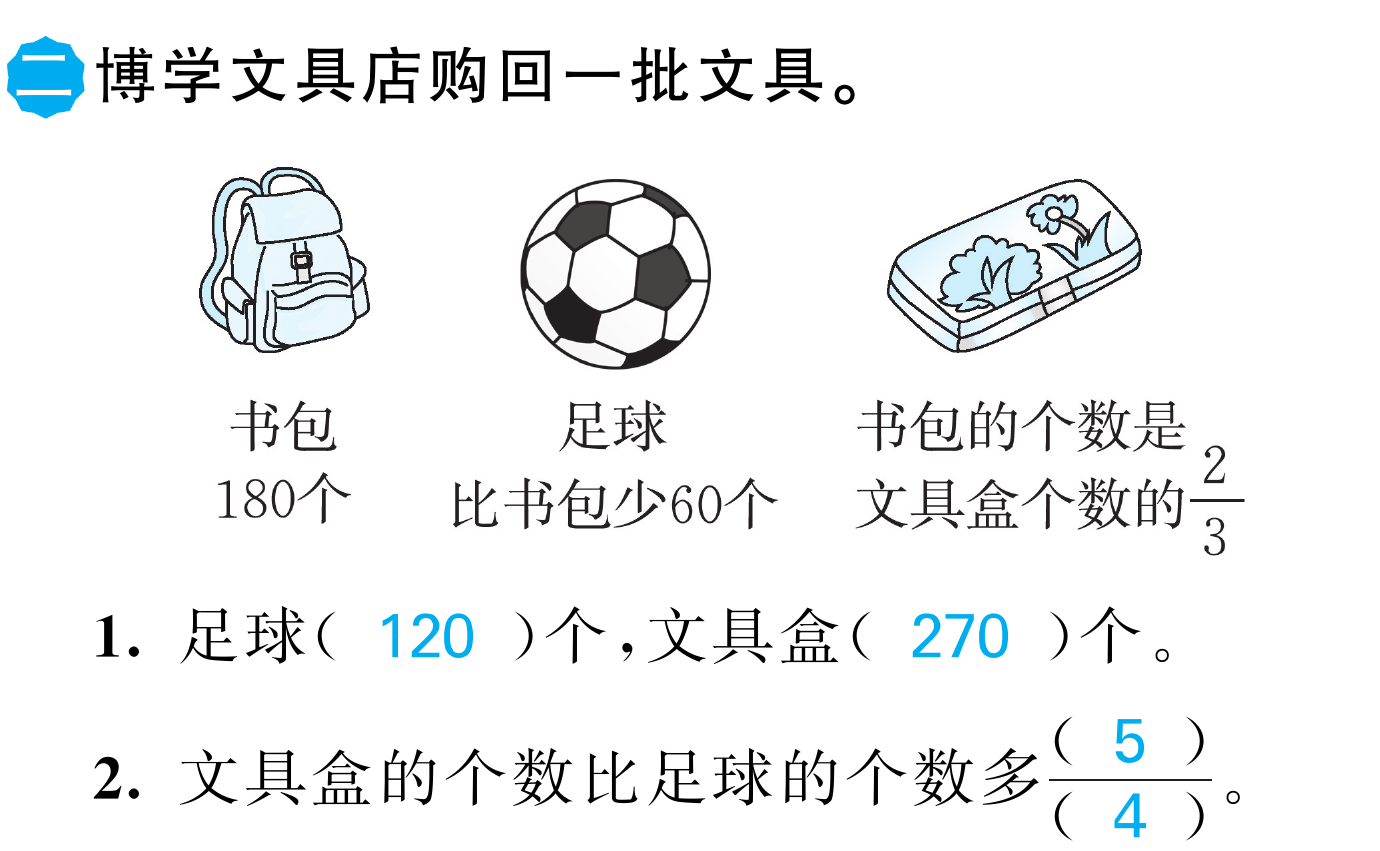 二 博学文具店购回一批文具。
书包 足球 书包的个数是
180个 比书包少60个 文具盒个数的2/3
1. 足球( 120 )个,文具盒( 270 )个。
2. 文具盒的个数比足球的个数多( 5 )/( 4 )。